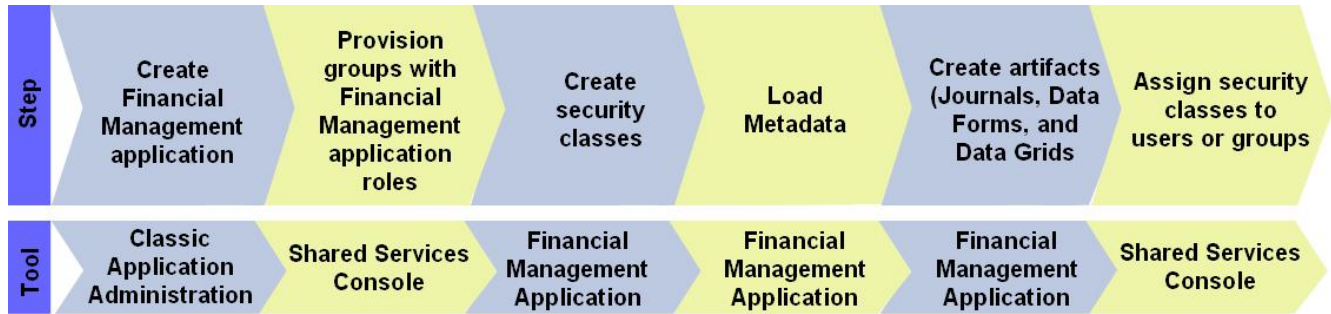 Step
Create
Financial
Management
application
Provision
groups with
Financial
Management
application
roles
Create
security
classes
Load
Metadata
Create artifacts
(Journals, Data
Forms, and
Data Grids
Assign security
classes to
users or groups
Tool
Classic
Application
Administration
Shared Services
Console
Financial
Management
Application
Financial
Management
Application
Financial
Management
Application
Shared Services
Console